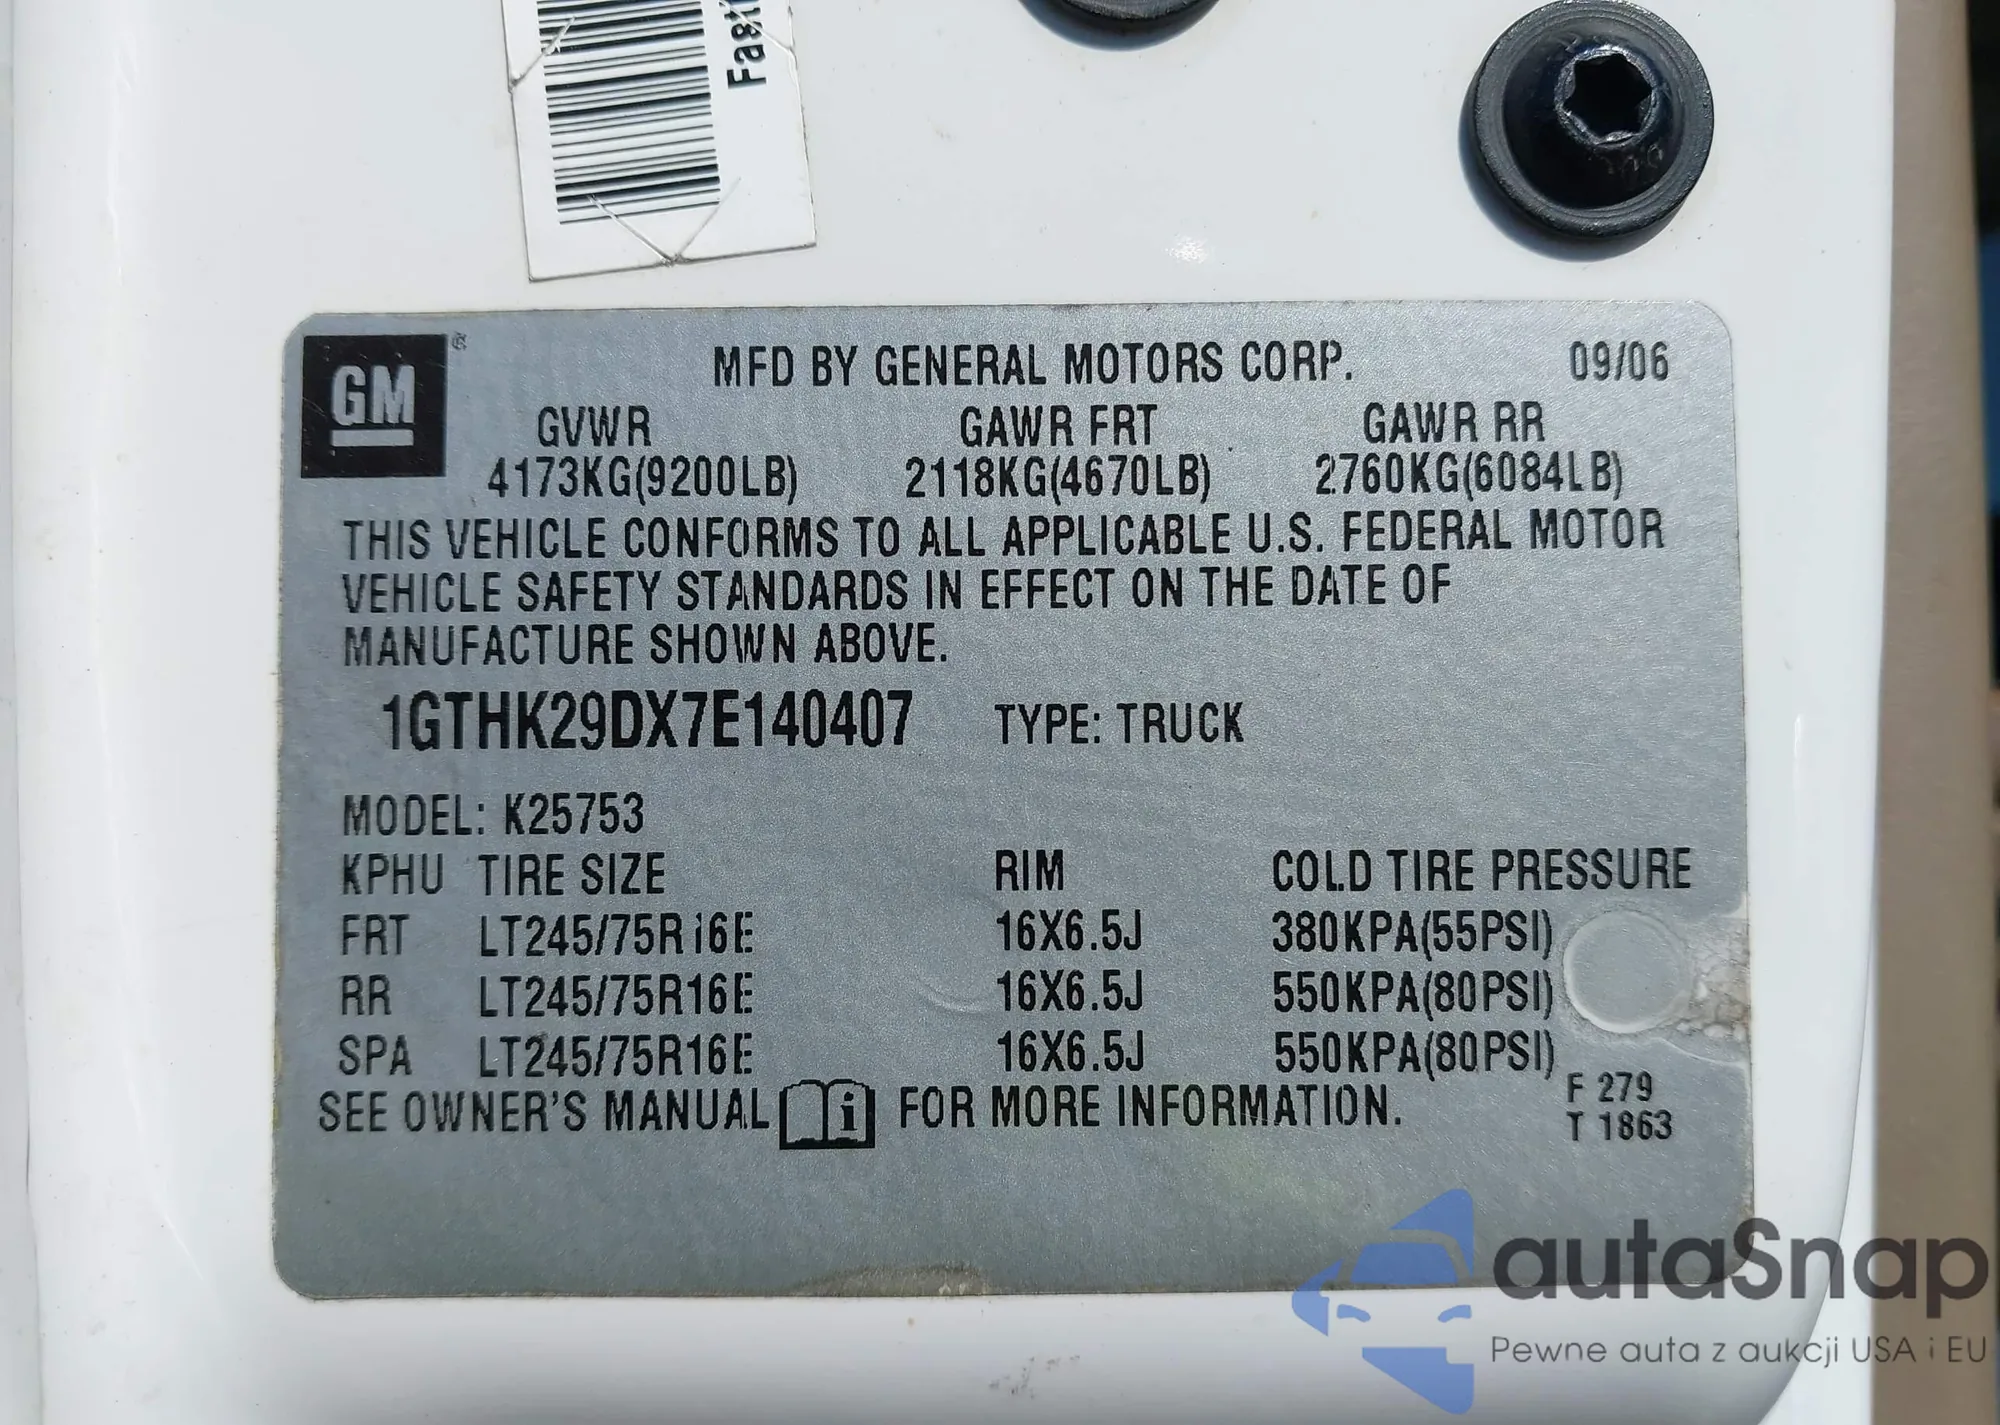 Fas
GM
MFD BY GENERAL MOTORS CORP. 09/06
GVWR GAWR FRT GAWR RR
4173KG(9200LB) 2118KG(4670LB) 2760KG(6084LB)
THIS VEHICLE CONFORMS TO ALL APPLICABLE U.S. FEDERAL MOTOR
VEHICLE SAFETY STANDARDS IN EFFECT ON THE DATE OF
MANUFACTURE SHOWN ABOVE.
1GTHK29DX7E140407 TYPE: TRUCK
MODEL: K25753
KPHU TIRE SIZE RIM COLD TIRE PRESSURE
FRT LT245/75R16E 16X6.5J 380KPA(55PSI)
RR LT245/75R16E 16X6.5J 550KPA(80PSI)
SPA LT245/75R16E 16X6.5J 550KPA(80PSI)
SEE OWNER'S MANUAL i FOR MORE INFORMATION.
F 279
T 1863
autaSnap
Pewne auta z aukcji USA i EU